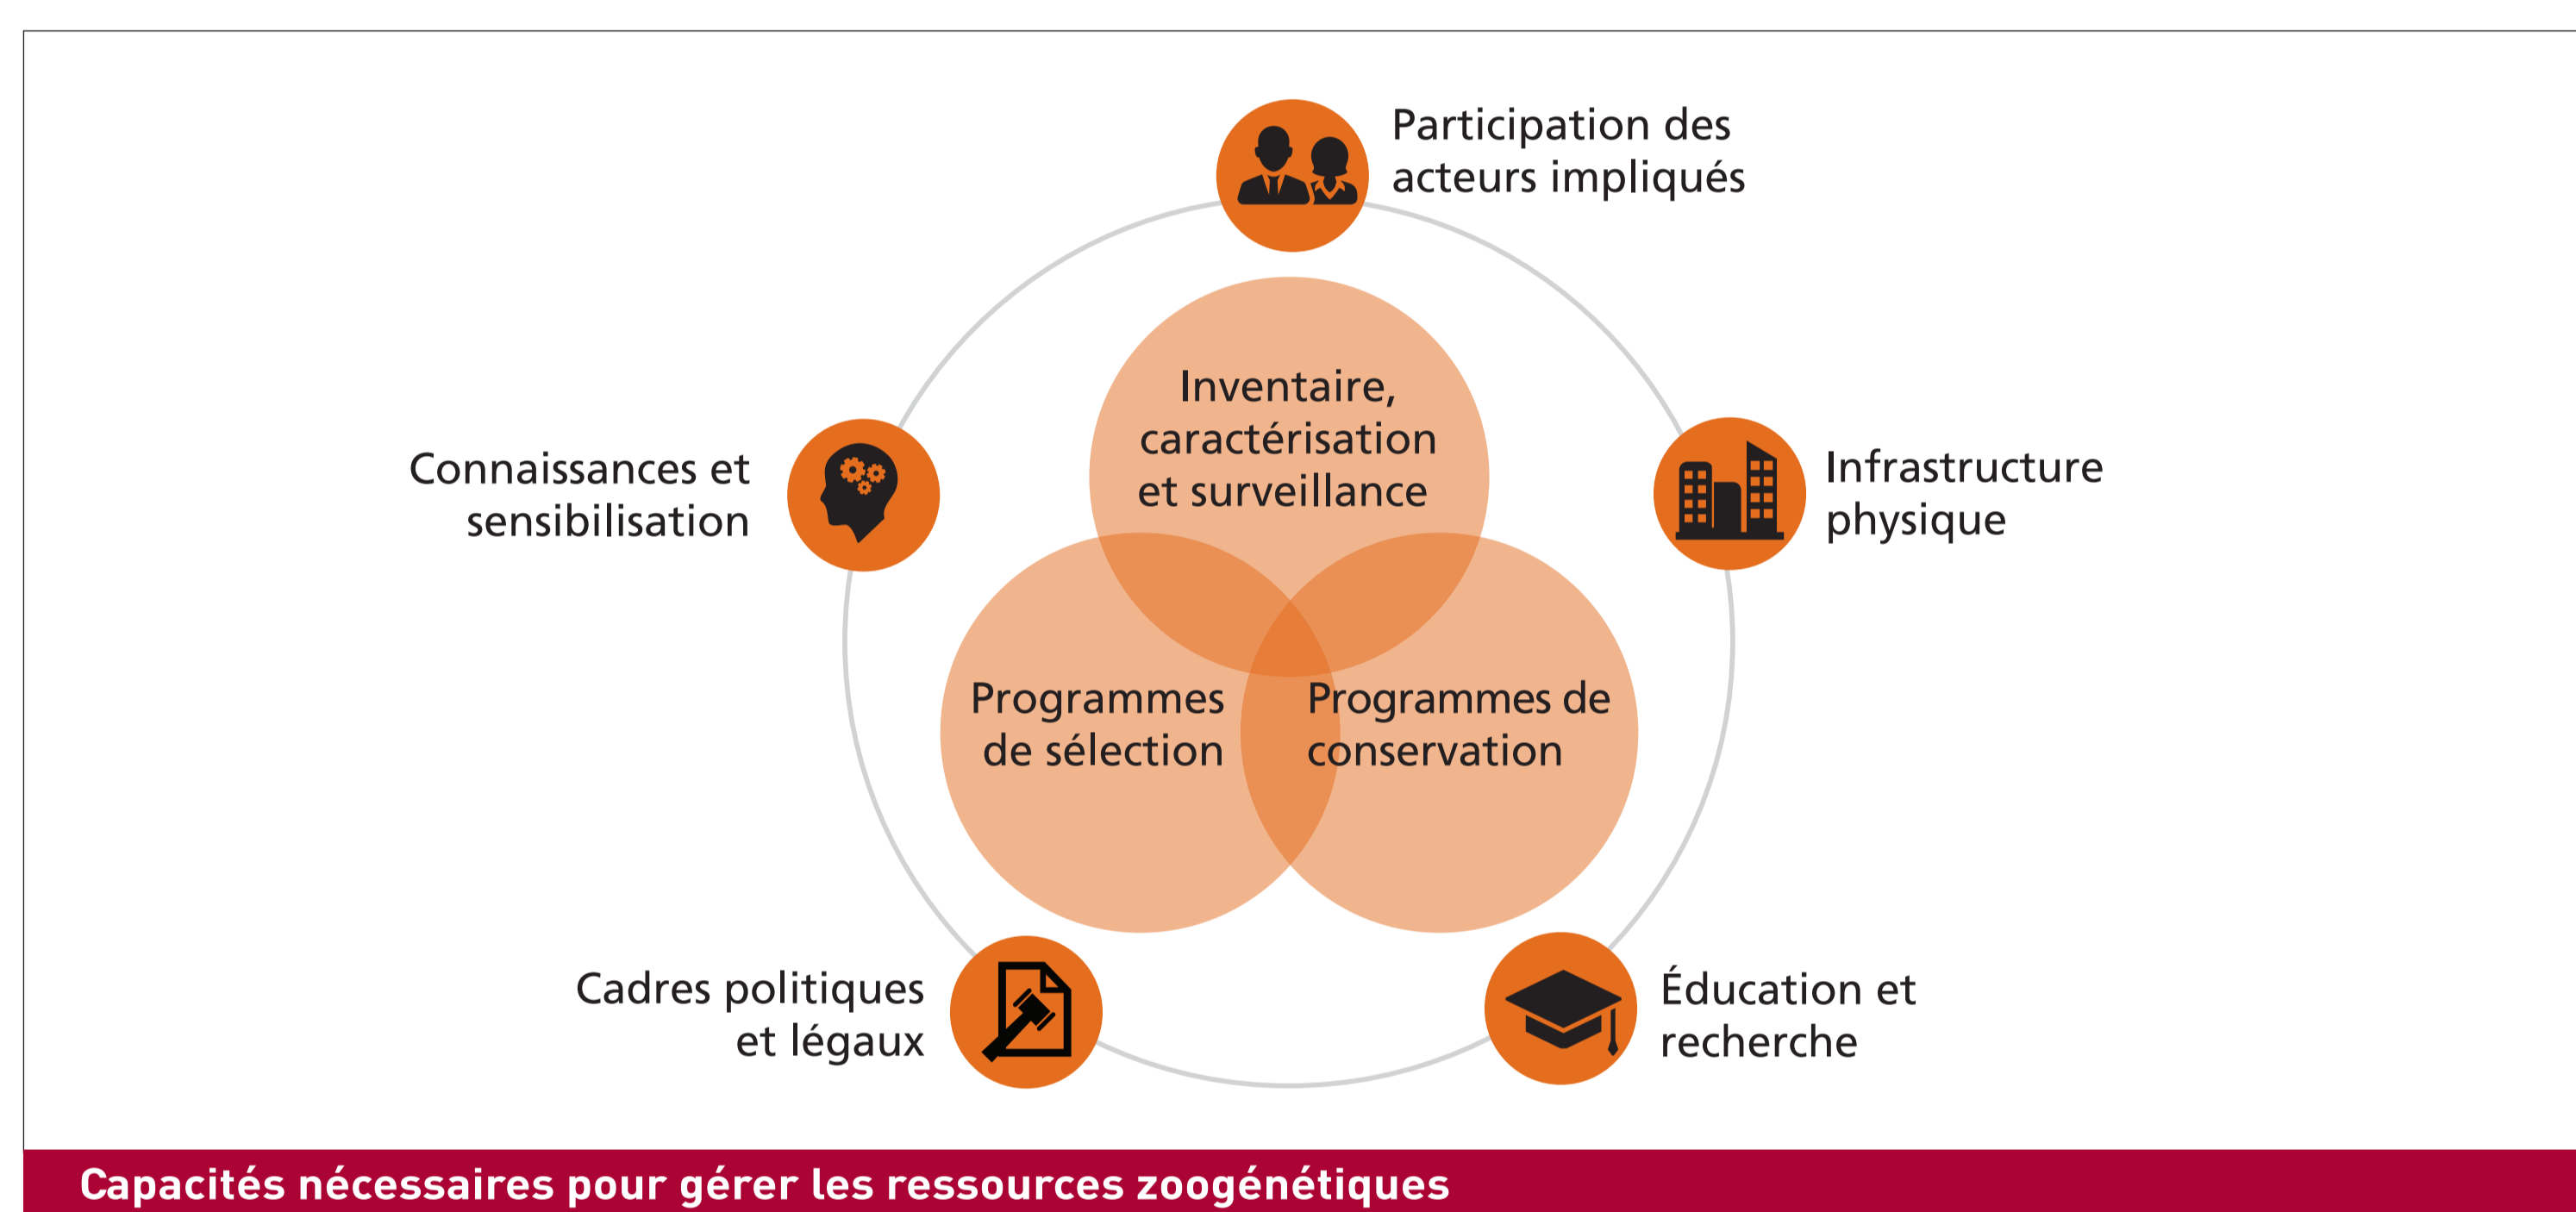 Participation des
acteurs impliqués
Inventaire,
caractérisation
et surveillance
Connaissances et
sensibilisation
Infrastructure
physique
Programmes
de sélection
Programmes de
conservation
Cadres politiques
et légaux
Éducation et
recherche
Capacités nécessaires pour gérer les ressources zoogénétiques